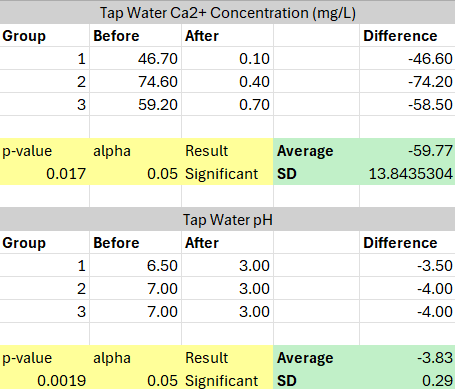 Tap Water Ca2+ Concentration (mg/L)
Group Before After Difference
1 46.70 0.10 -46.60
2 74.60 0.40 -74.20
3 59.20 0.70 -58.50
p-value alpha Result Average -59.77
0.017 0.05 Significant SD 13.8435304
Tap Water pH
Group Before After Difference
1 6.50 3.00 -3.50
2 7.00 3.00 -4.00
3 7.00 3.00 -4.00
p-value alpha Result Average -3.83
0.0019 0.05 Significant SD 0.29